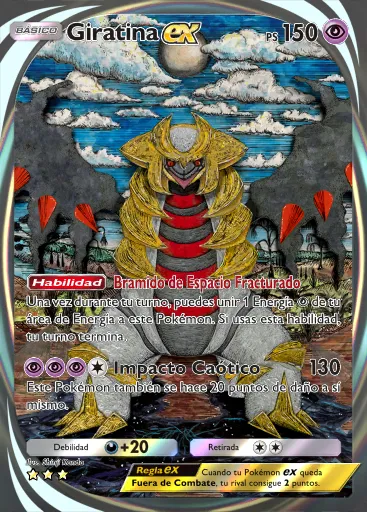 BÁSICO Giratina ex PS 150
Habilidad Bramido de Espacio Fracturado
Una vez durante tu turno, puedes unir 1 Energía de tu
área de Energía a este Pokémon. Si usas esta habilidad,
tu turno termina.
Impacto Caótico 130
Este Pokémon también se hace 20 puntos de daño a sí
mismo.
Debilidad +20 Retirada
Ilus. Shinji Kanda
Regla ex Cuando tu Pokémon ex queda
Fuera de Combate, tu rival consigue 2 puntos.